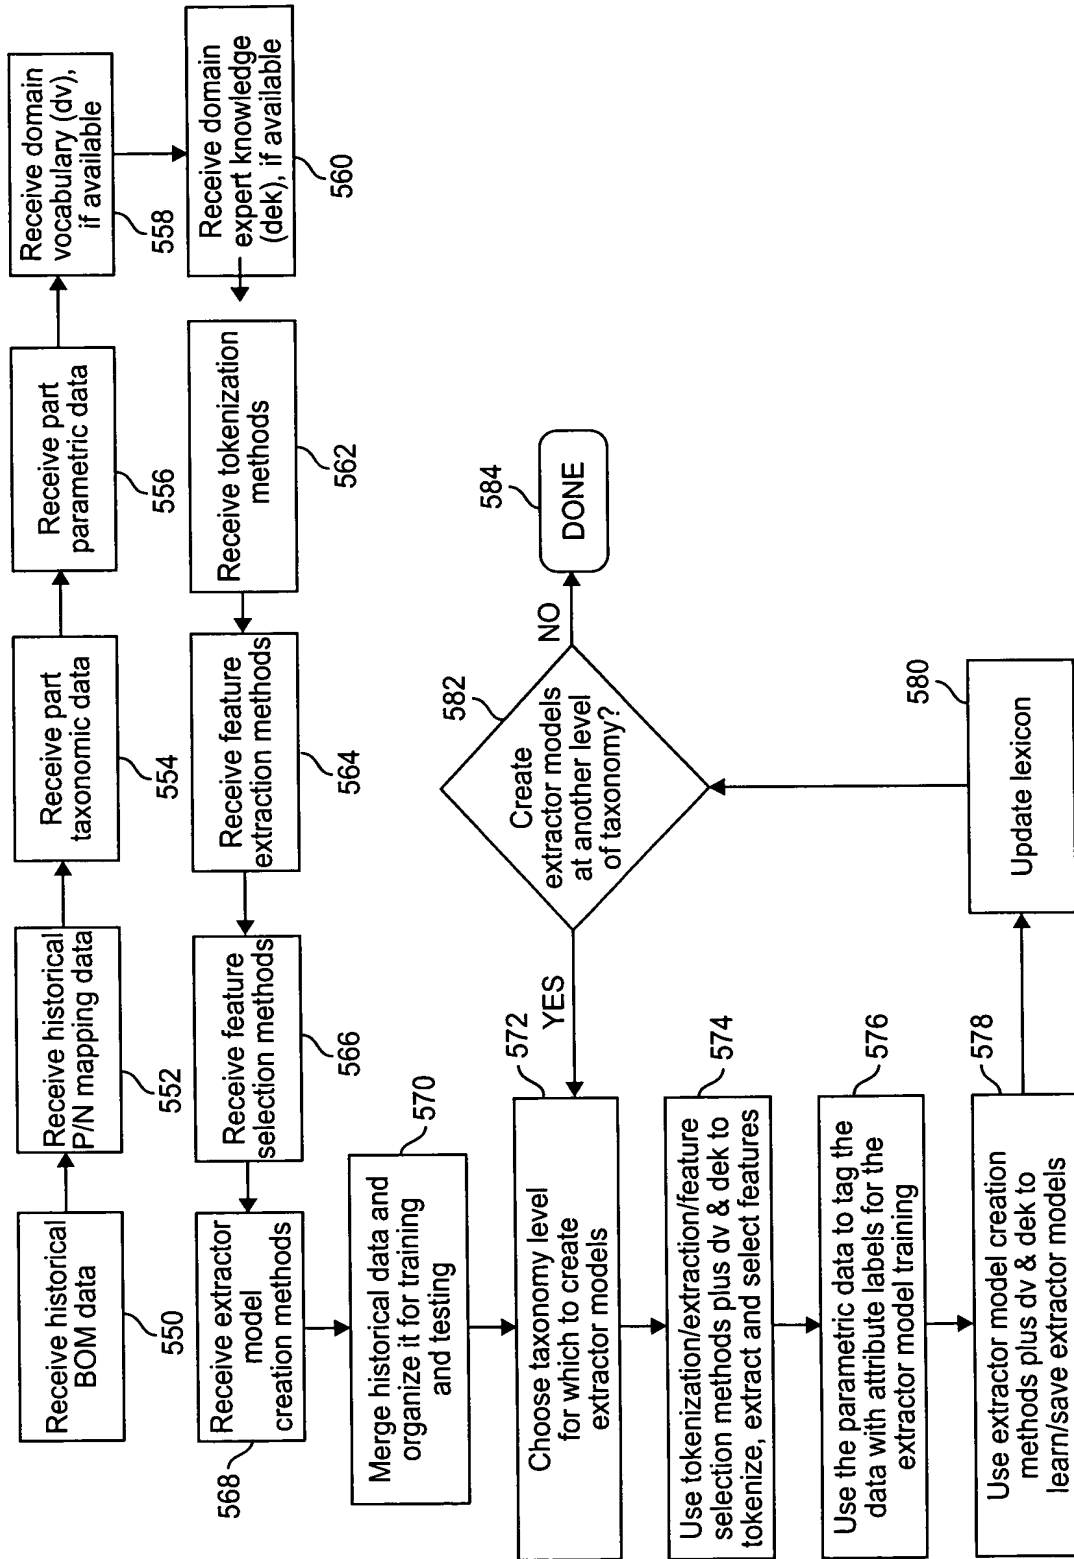 Receive historical
BOM data
550
Receive historical
P/N mapping data
552
Receive part
taxonomic data
554
Receive part
parametric data
556
Receive domain
vocabulary (dv),
if available
558
Receive domain
expert knowledge
(dek), if available
560
Receive tokenization
methods
562
Receive feature
extraction methods
564
Receive feature
selection methods
566
Receive extractor
model
creation methods
568
Merge historical data and
organize it for training
and testing
570
Choose taxonomy level
for which to create
extractor models
572
Use tokenization/extraction/feature
selection methods plus dv & dek to
tokenize, extract and select features
574
Use the parametric data to tag the
data with attribute labels for the
extractor model training
576
Use extractor model creation
methods plus dv & dek to
learn/save extractor models
578
Update lexicon
580
Create
extractor models
at another level
of taxonomy?
582
YES
NO
DONE
584